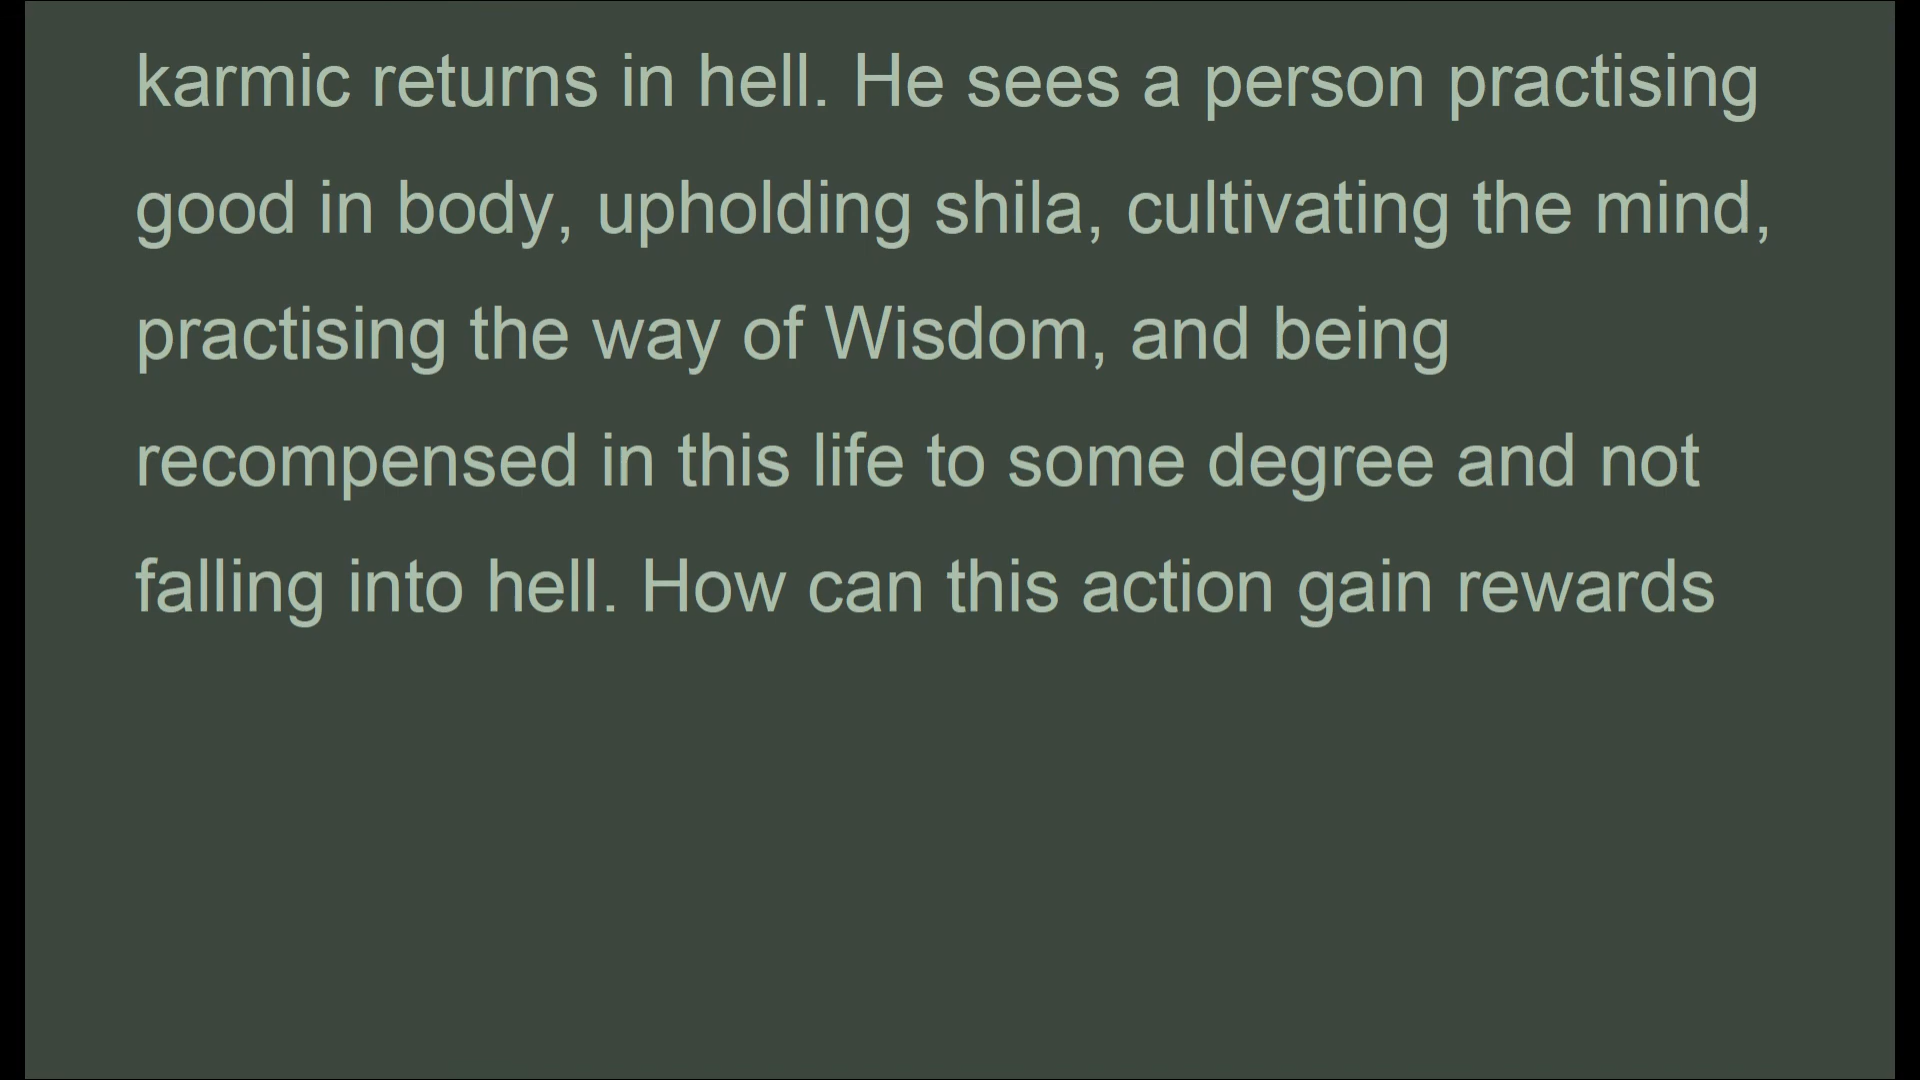 karmic returns in hell. He sees a person practising
good in body, upholding shila, cultivating the mind,
practising the way of Wisdom, and being
recompensed in this life to some degree and not
falling into hell. How can this action gain rewards